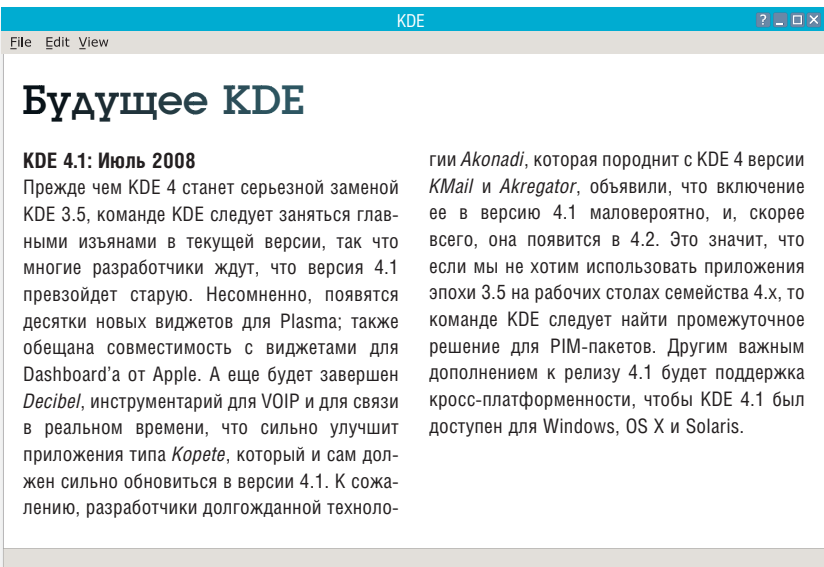 KDE
File Edit View
Будущее KDE
KDE 4.1: Июль 2008
Прежде чем KDE 4 станет серьезной заменой
KDE 3.5, команде KDE следует заняться глав-
ными изъянами в текущей версии, так что
многие разработчики ждут, что версия 4.1
превзойдет старую. Несомненно, появятся
десятки новых виджетов для Plasma; также
обещана совместимость с виджетами для
Dashboard’а от Apple. А еще будет завершен
Decibel, инструментарий для VOIP и для связи
в реальном времени, что сильно улучшит
приложения типа Kopete, который и сам дол-
жен сильно обновиться в версии 4.1. К сожа-
лению, разработчики долгожданной техноло-
гии Akonadi, которая породнит с KDE 4 версии
KMail и Akregator, объявили, что включение
ее в версию 4.1 маловероятно, и, скорее
всего, она появится в 4.2. Это значит, что
если мы не хотим использовать приложения
эпохи 3.5 на рабочих столах семейства 4.x, то
команде KDE следует найти промежуточное
решение для PIM-пакетов. Другим важным
дополнением к релизу 4.1 будет поддержка
кросс-платформенности, чтобы KDE 4.1 был
доступен для Windows, OS X и Solaris.